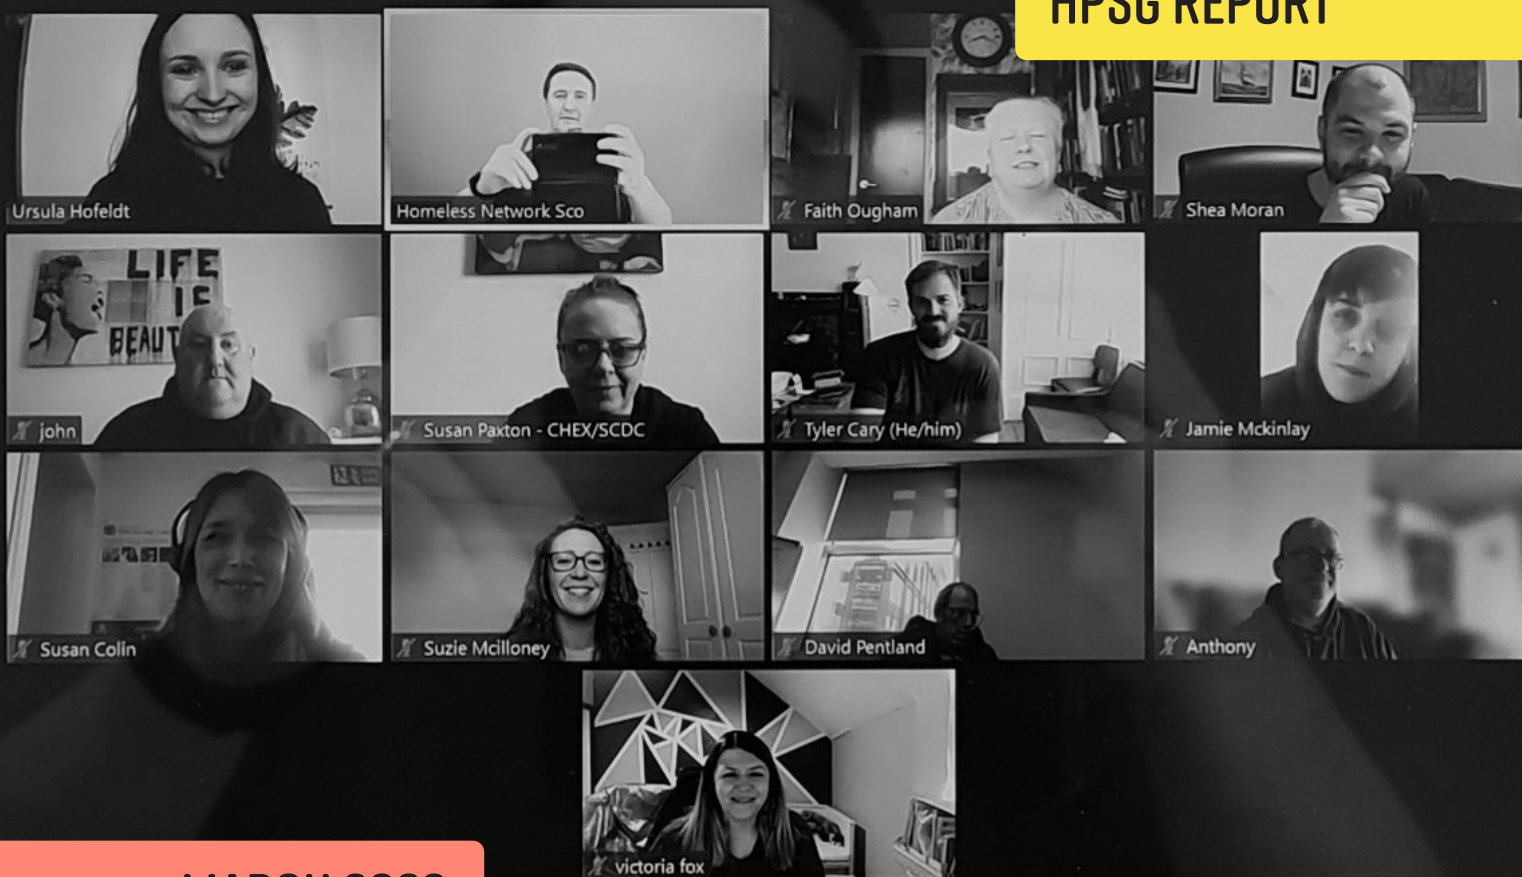 HPSG REPORT
Ursula Hofeldt
Homeless Network Sco
Faith Ougham
Shea Moran
LIFE
IS
BEAUT
john
Susan Paxton - CHEX/SCDC
Tyler Cary (He/him)
Jamie Mckinlay
Susan Colin
Suzie Mcilloney
David Pentland
Anthony
victoria fox
MARCH